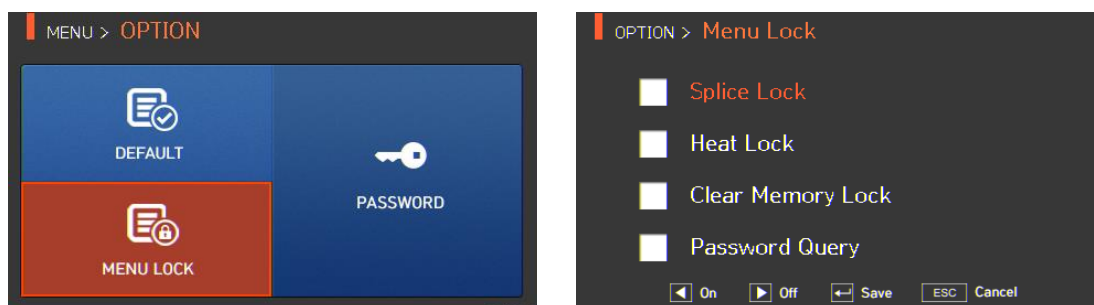 MENU > OPTION
DEFAULT
PASSWORD
MENU LOCK
OPTION > Menu Lock
Splice Lock
Heat Lock
Clear Memory Lock
Password Query
On Off Save ESC Cancel